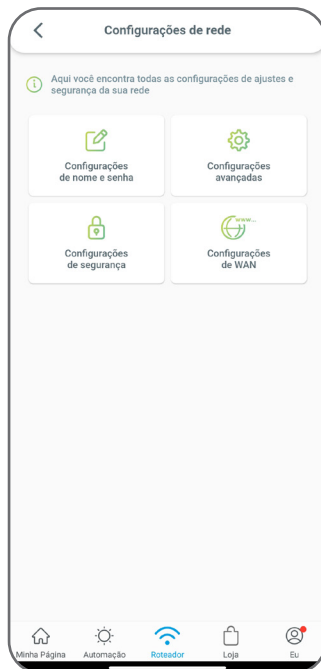 Configurações de rede
Aqui você encontra todas as configurações de ajustes e
segurança da sua rede
Configurações
de nome e senha
Configurações
avançadas
Configurações
de segurança
www...
Configurações
de WAN
Minha Página
Automação
Roteador
Loja
Eu